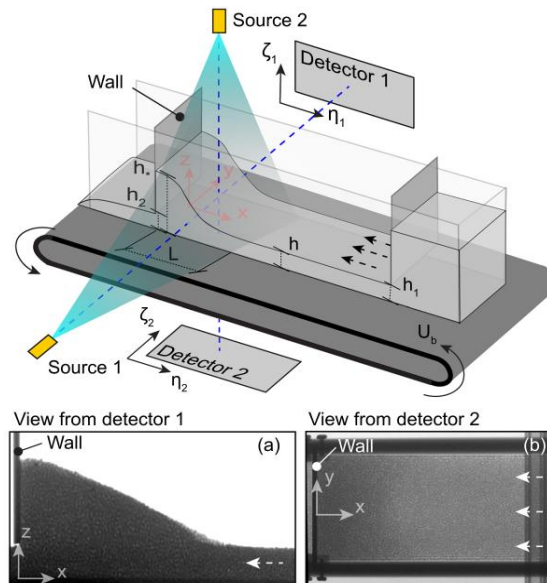 Source 2
ζ₁
Detector 1
η₁
Wall
h*
h₂
z
y
x
L
h
h₁
U_b
ζ₂
Source 1
Detector 2
η₂
View from detector 1
View from detector 2
Wall
(a)
z
x
Wall
(b)
y
x